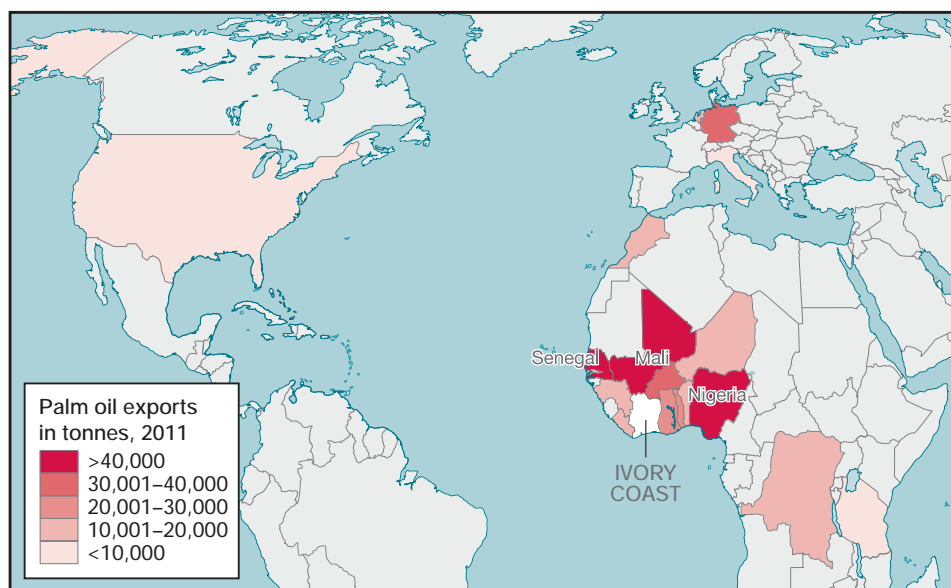 Senegal
Mali
Nigeria
IVORY
COAST
Palm oil exports
in tonnes, 2011
>40,000
30,001–40,000
20,001–30,000
10,001–20,000
<10,000